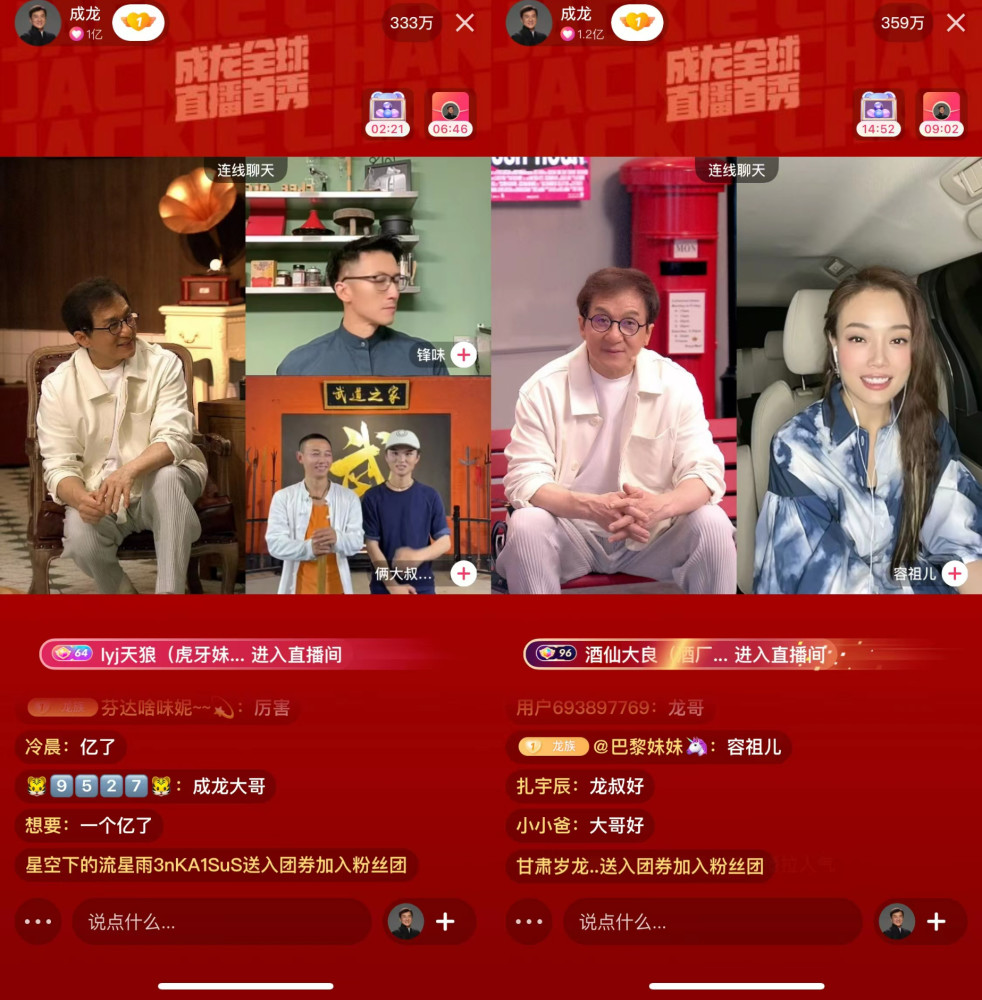 成龙
1亿
1
333万
JACKIE CHAN
成龙全球
直播首秀
02:21
06:46
连线聊天
锋味
武道之家
武
俩大叔...
64 lyj天狼（虎牙妹... 进入直播间
芬达啥味妮~~💫：厉害
冷晨：亿了
🐯9️⃣5️⃣2️⃣7️⃣🐯：成龙大哥
想要：一个亿了
星空下的流星雨3nKA1SuS送入团券加入粉丝团
说点什么...
成龙
1.2亿
1
359万
JACKIE CHAN
成龙全球
直播首秀
14:52
09:02
连线聊天
容祖儿
96 酒仙大良（酒厂... 进入直播间
用户693897769：龙哥
1 龙族 @巴黎妹妹🦄：容祖儿
扎宇辰：龙叔好
小小爸：大哥好
甘肃岁龙..送入团券加入粉丝团
说点什么...